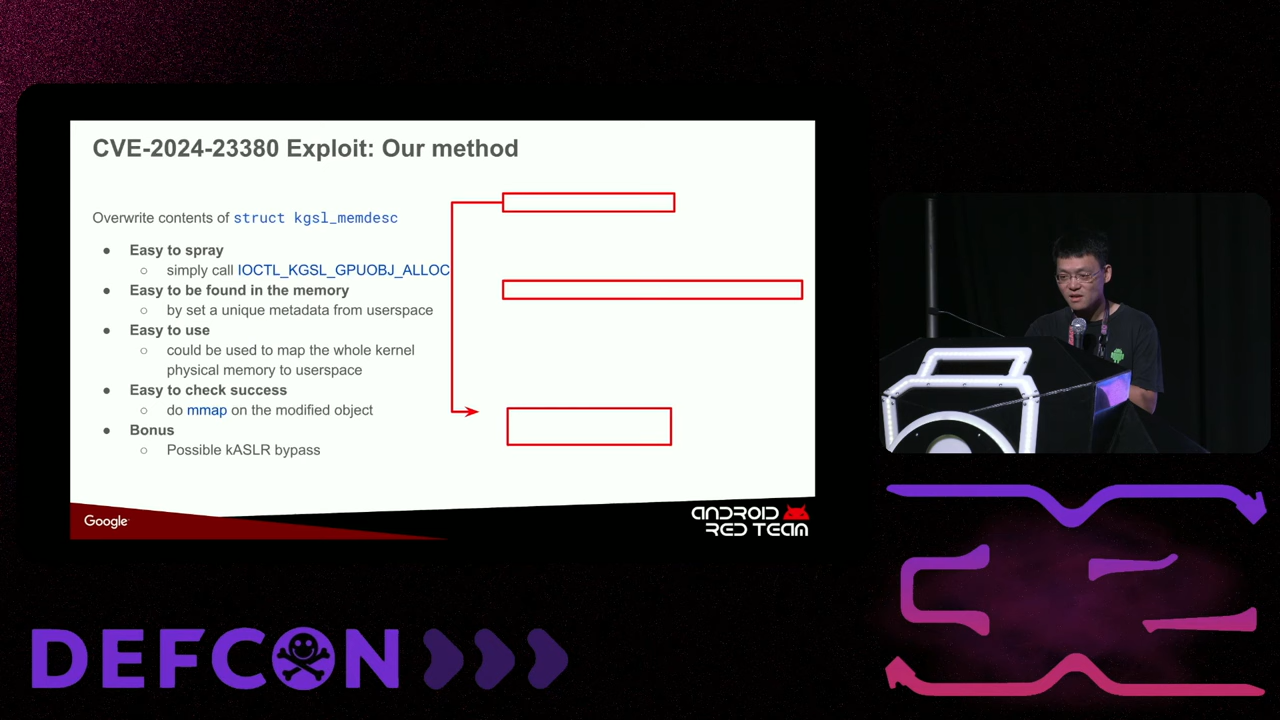 CVE-2024-23380 Exploit: Our method
Overwrite contents of struct kgsl_memdesc
● Easy to spray
○ simply call IOCTL_KGSL_GPUOBJ_ALLOC
● Easy to be found in the memory
○ by set a unique metadata from userspace
● Easy to use
○ could be used to map the whole kernel
physical memory to userspace
● Easy to check success
○ do mmap on the modified object
● Bonus
○ Possible kASLR bypass
Google
ANDROID
RED TEAM
DEFCON